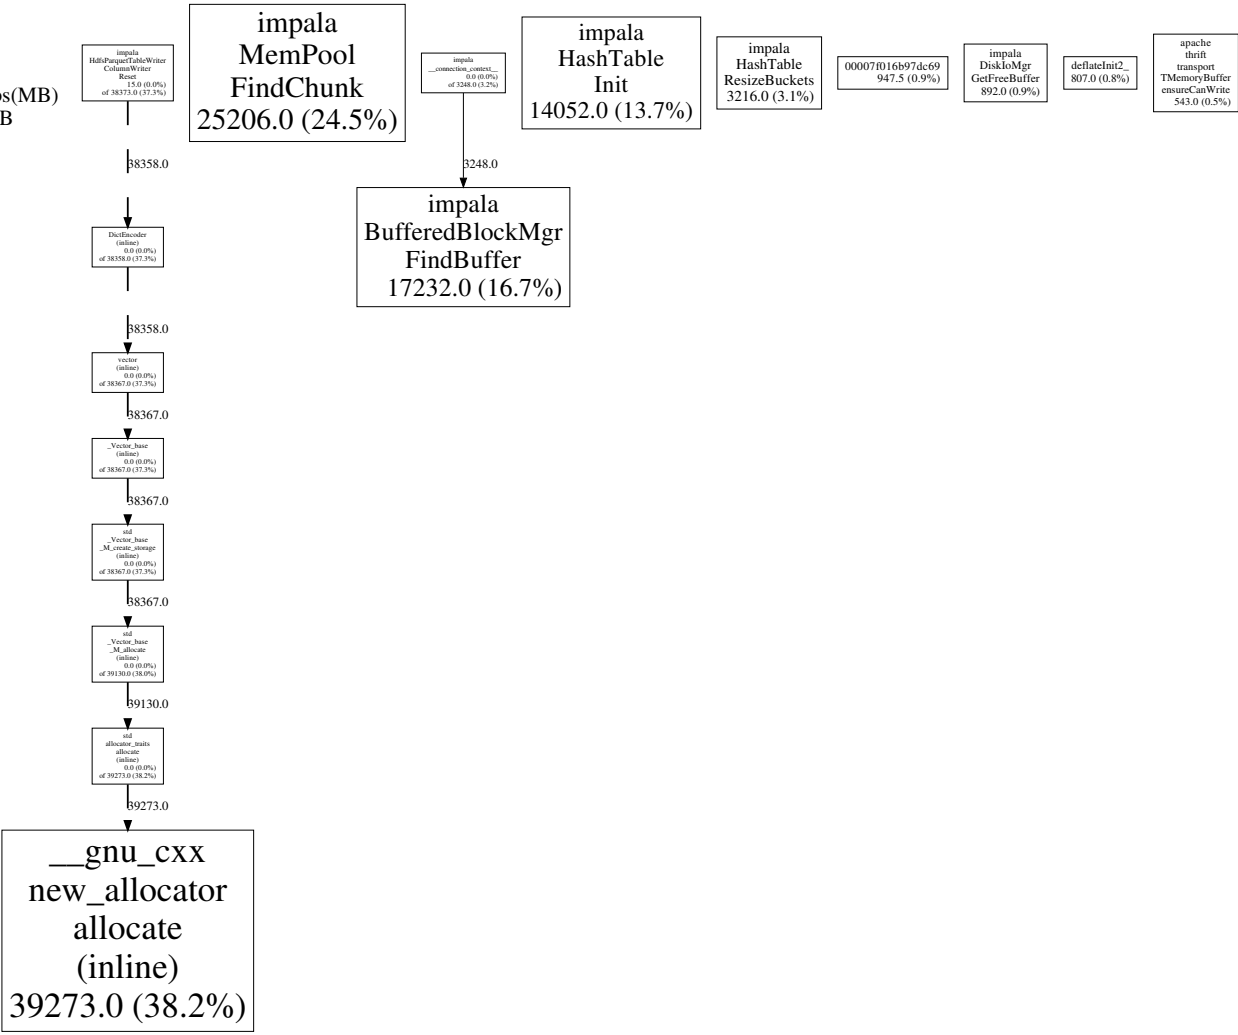 os(MB)
B
impala
HdfsParquetTableWriter
ColumnWriter
Reset
15.0 (0.0%)
of 38373.0 (37.3%)
impala
MemPool
FindChunk
25206.0 (24.5%)
impala
__connection_context__
0.0 (0.0%)
of 3248.0 (3.2%)
impala
HashTable
Init
14052.0 (13.7%)
impala
HashTable
ResizeBuckets
3216.0 (3.1%)
00007f016b97dc69
947.5 (0.9%)
impala
DiskIoMgr
GetFreeBuffer
892.0 (0.9%)
deflateInit2_
807.0 (0.8%)
apache
thrift
transport
TMemoryBuffer
ensureCanWrite
543.0 (0.5%)
38358.0
3248.0
impala
BufferedBlockMgr
FindBuffer
17232.0 (16.7%)
DictEncoder
(inline)
0.0 (0.0%)
of 38358.0 (37.3%)
38358.0
vector
(inline)
0.0 (0.0%)
of 38367.0 (37.3%)
38367.0
_Vector_base
(inline)
0.0 (0.0%)
of 38367.0 (37.3%)
38367.0
std
_Vector_base
_M_create_storage
(inline)
0.0 (0.0%)
of 38367.0 (37.3%)
38367.0
std
_Vector_base
_M_allocate
(inline)
0.0 (0.0%)
of 39130.0 (38.0%)
39130.0
std
allocator_traits
allocate
(inline)
0.0 (0.0%)
of 39273.0 (38.2%)
39273.0
__gnu_cxx
new_allocator
allocate
(inline)
39273.0 (38.2%)